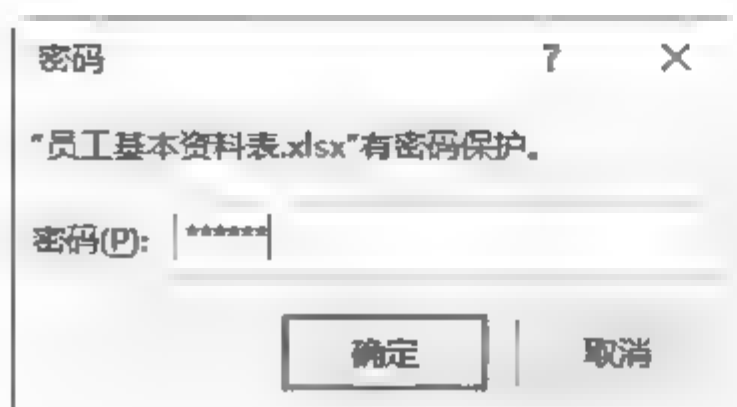 密码 ? ×
"员工基本资料表.xlsx"有密码保护。
密码(P): ******
确定 取消